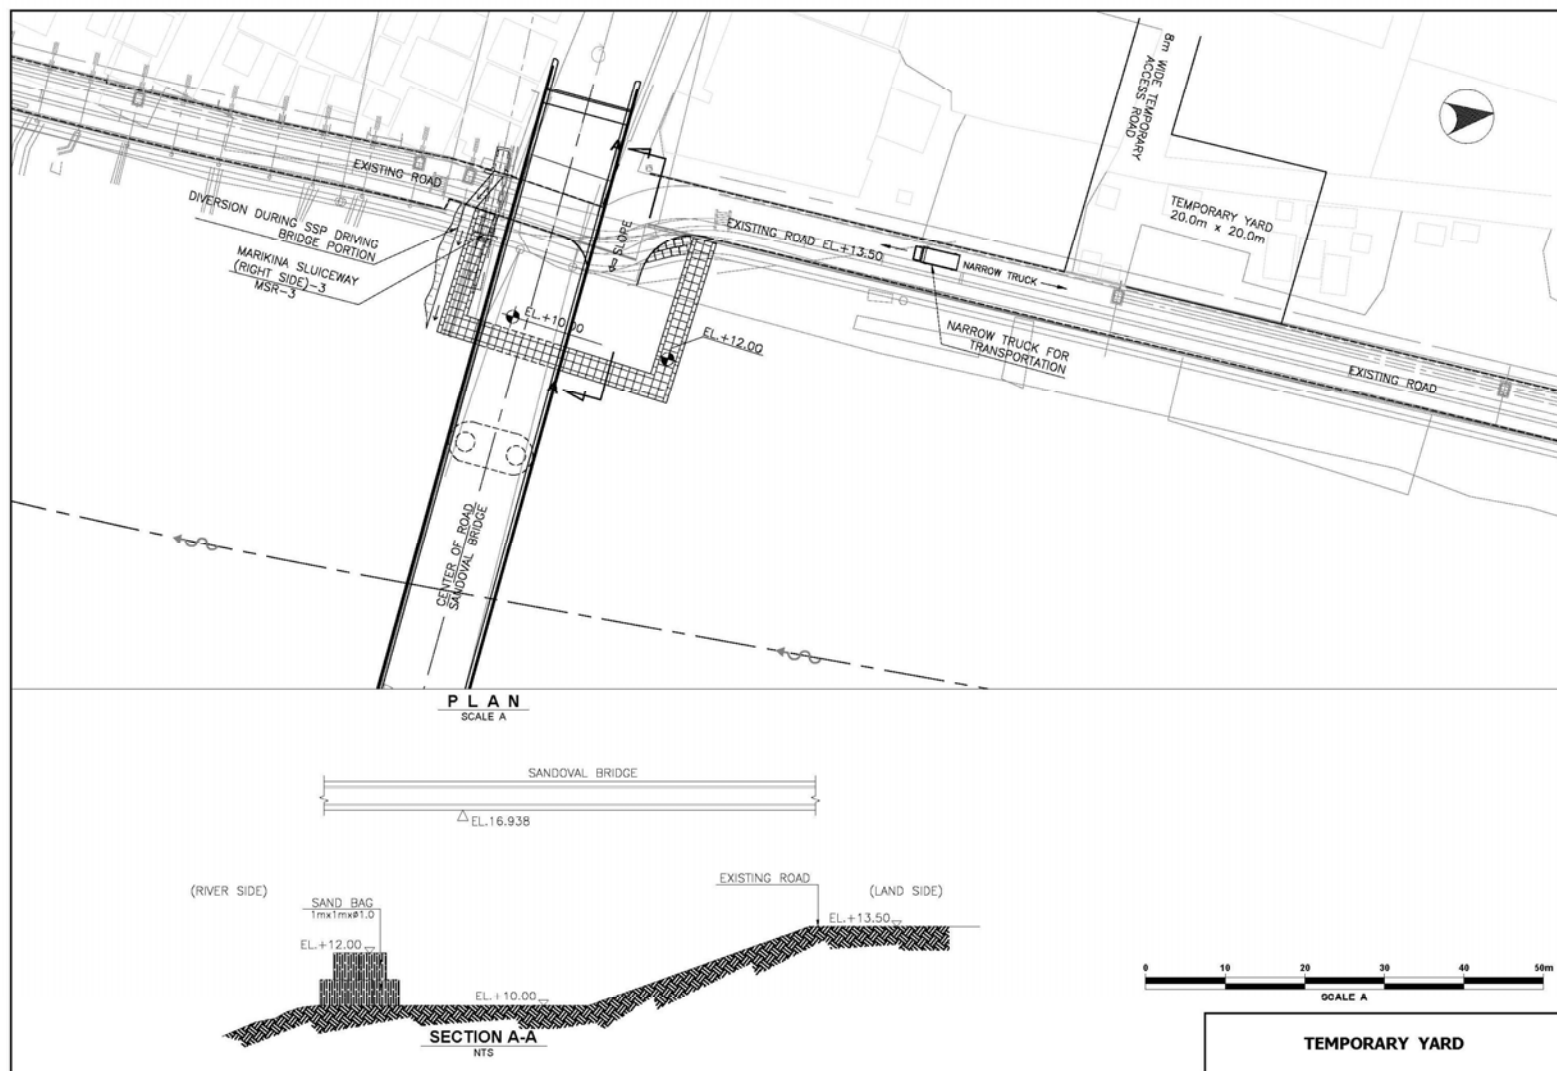 8m WIDE TEMPORARY
ACCESS ROAD
EXISTING ROAD
DIVERSION DURING SSP DRIVING
BRIDGE PORTION
MARIKINA SLUICEWAY
(RIGHT SIDE)-3
MSR-3
SLOPE
EXISTING ROAD EL.+13.50
NARROW TRUCK
TEMPORARY YARD
20.0m x 20.0m
EL.+10.00
EL.+12.00
NARROW TRUCK FOR
TRANSPORTATION
EXISTING ROAD
CENTER OF ROAD
SANDOVAL BRIDGE
PLAN
SCALE A
SANDOVAL BRIDGE
EL.16.938
(RIVER SIDE)
SAND BAG
1mx1mxø1.0
EL.+12.00
EXISTING ROAD
(LAND SIDE)
EL.+13.50
EL.+10.00
SECTION A-A
NTS
0 10 20 30 40 50m
SCALE A
TEMPORARY YARD